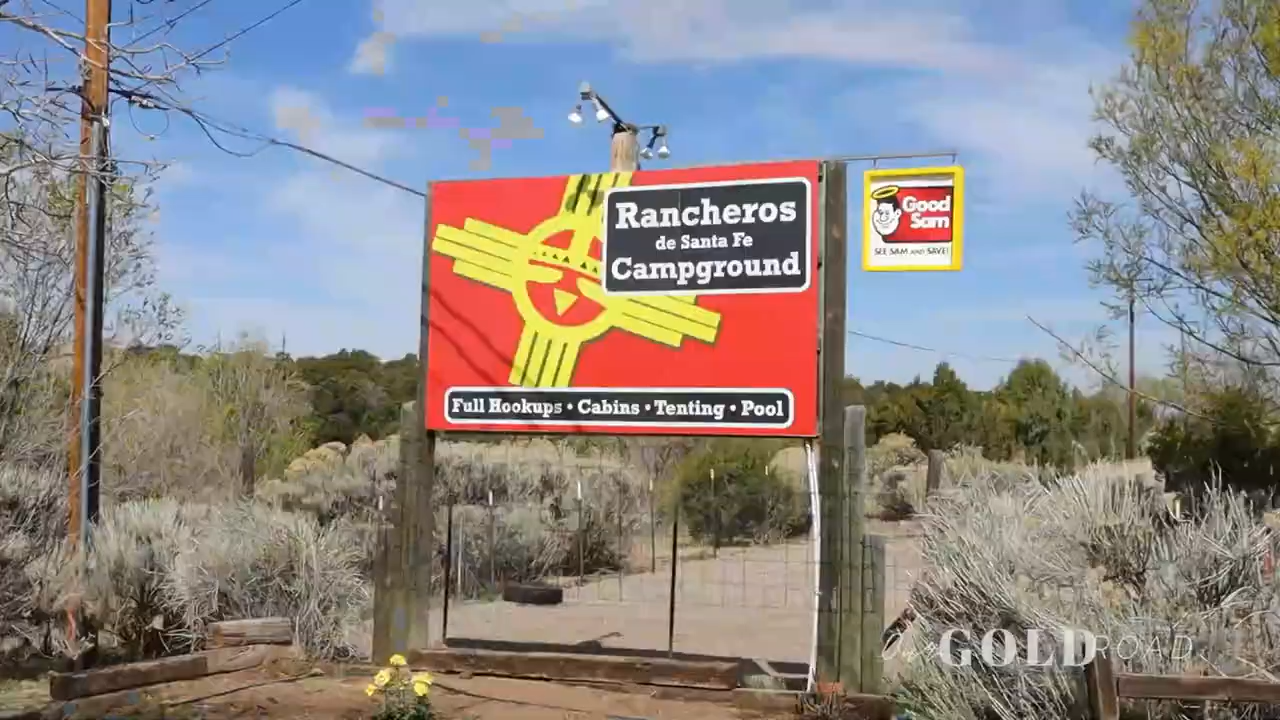 Rancheros
de Santa Fe
Campground
Full Hookups • Cabins • Tenting • Pool
Good
Sam
SEE SAM AND SAVE!
GOLD ROAD